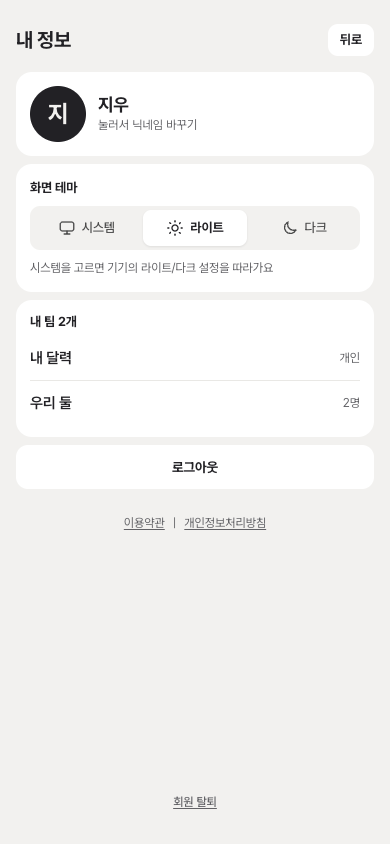 내 정보
뒤로
지
지우
눌러서 닉네임 바꾸기
화면 테마
시스템 라이트 다크
시스템을 고르면 기기의 라이트/다크 설정을 따라가요
내 팀 2개
내 달력 개인
우리 둘 2명
로그아웃
이용약관 | 개인정보처리방침
회원 탈퇴